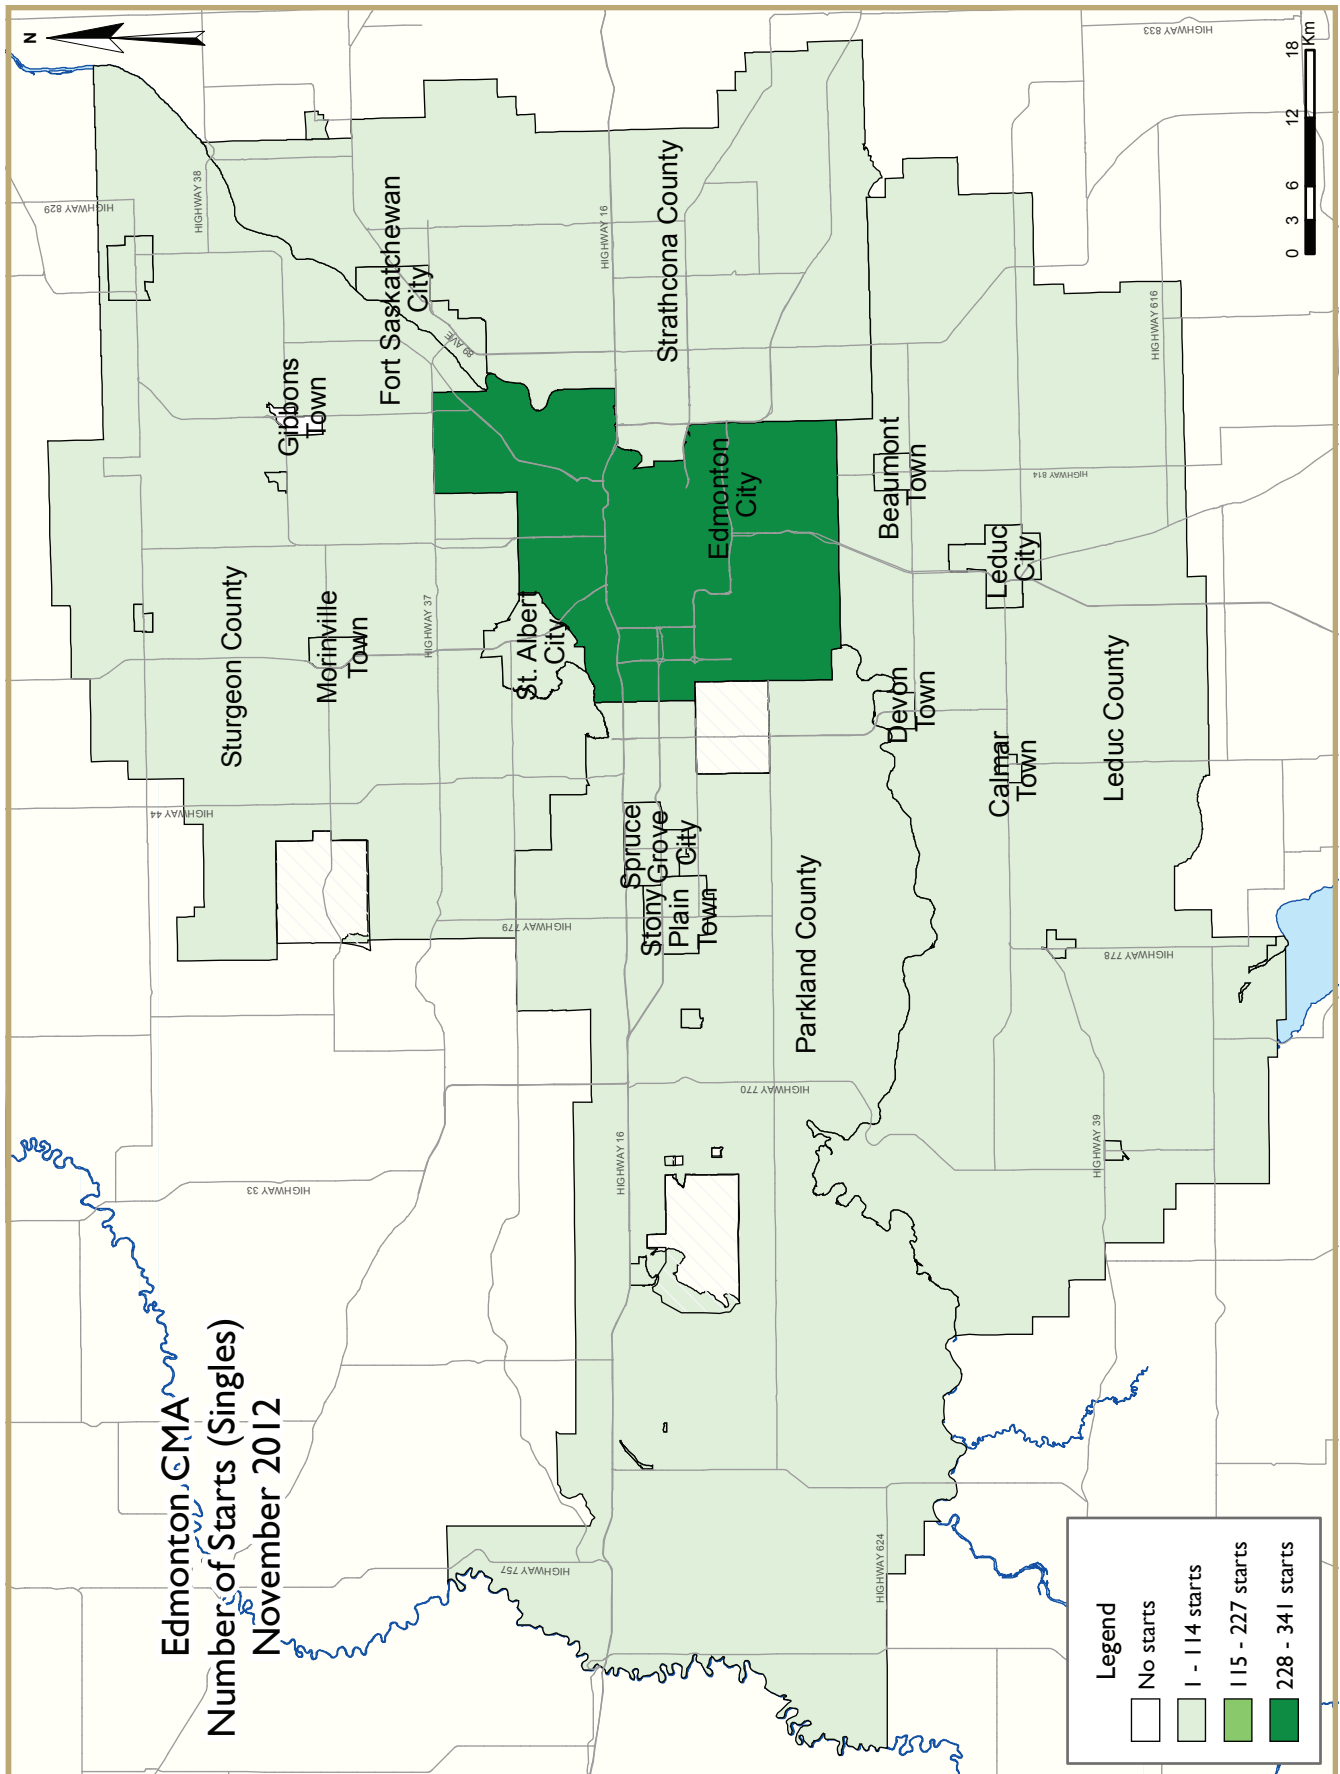 Edmonton CMA
Number of Starts (Singles)
November 2012
N
HIGHWAY 829
HIGHWAY 38
HIGHWAY 833
HIGHWAY 44
HIGHWAY 37
HIGHWAY 33
HIGHWAY 779
HIGHWAY 757
HIGHWAY 16
HIGHWAY 16
89 AVE
HIGHWAY 770
HIGHWAY 624
HIGHWAY 814
HIGHWAY 616
HIGHWAY 778
HIGHWAY 39
Sturgeon County
Gibbons
Town
Morinville
Town
Fort Saskatchewan
City
St. Albert
City
Strathcona County
Edmonton
City
Spruce
Grove
City
Stony
Plain
Town
Parkland County
Beaumont
Town
Devon
Town
Leduc
City
Calmar
Town
Leduc County
Legend
No starts
1 - 114 starts
115 - 227 starts
228 - 341 starts
0 3 6 12 18
Km